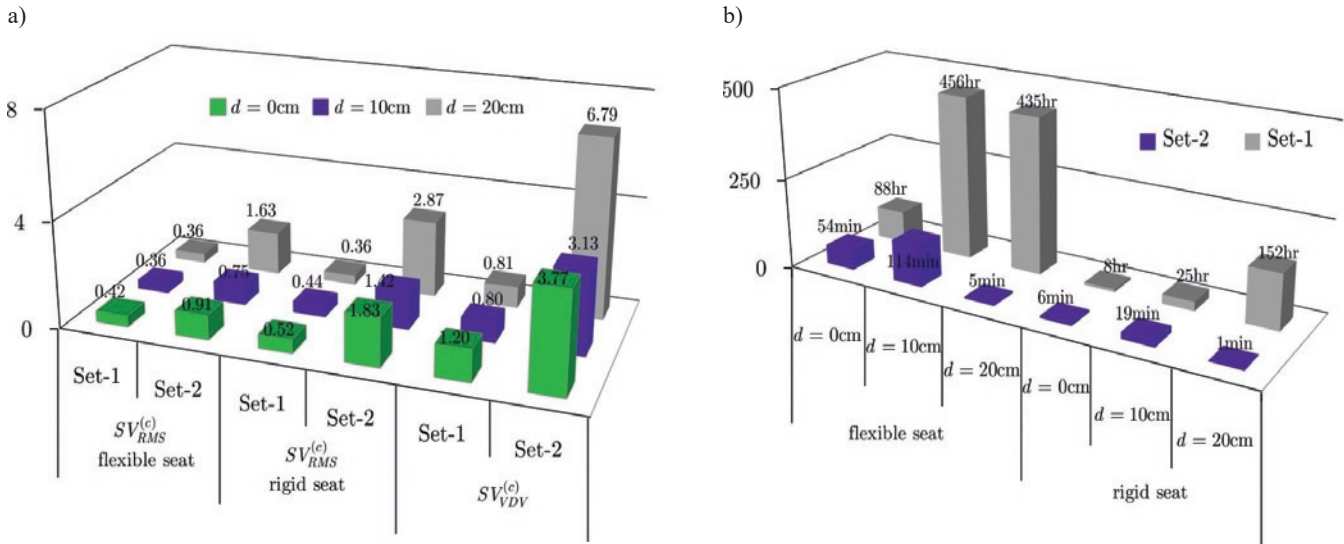 a)
8
4
0
d = 0cm d = 10cm d = 20cm
0.36 1.63 0.36 2.87 0.81 6.79
0.36 0.75 0.44 1.42 0.80 3.13
0.42 0.91 0.52 1.83 1.20 3.77
Set-1 Set-2 Set-1 Set-2 Set-1 Set-2
SV_{RMS}^{(c)}
flexible seat
SV_{RMS}^{(c)}
rigid seat
SV_{VDV}^{(c)}
b)
500
250
0
Set-2 Set-1
88hr 456hr 435hr 8hr 25hr 152hr
54min 114min 5min 6min 19min 1min
d = 0cm d = 10cm d = 20cm d = 0cm d = 10cm d = 20cm
flexible seat
rigid seat